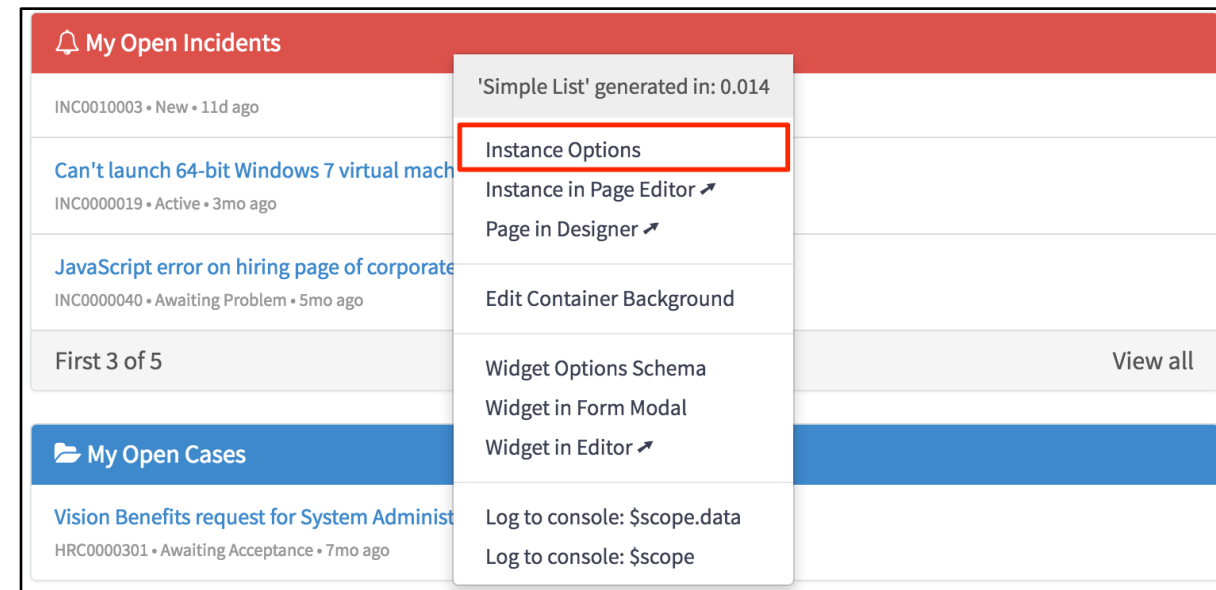 My Open Incidents
INC0010003 • New • 11d ago
Can't launch 64-bit Windows 7 virtual mach
INC0000019 • Active • 3mo ago
JavaScript error on hiring page of corporate
INC0000040 • Awaiting Problem • 5mo ago
First 3 of 5
View all
My Open Cases
Vision Benefits request for System Administ
HRC0000301 • Awaiting Acceptance • 7mo ago
'Simple List' generated in: 0.014
Instance Options
Instance in Page Editor ➚
Page in Designer ➚
Edit Container Background
Widget Options Schema
Widget in Form Modal
Widget in Editor ➚
Log to console: $scope.data
Log to console: $scope